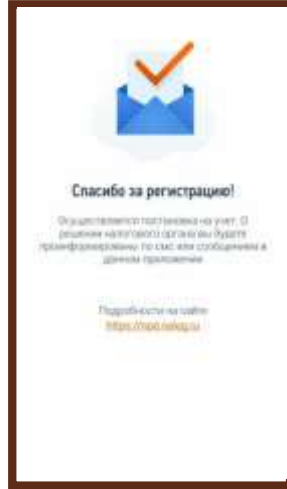 Спасибо за регистрацию!
Осуществляется постановка на учет. О
решении налогового органа вы будете
проинформированы по смс или сообщением в
данном приложении
Подробности на сайте
https://npd.nalog.ru